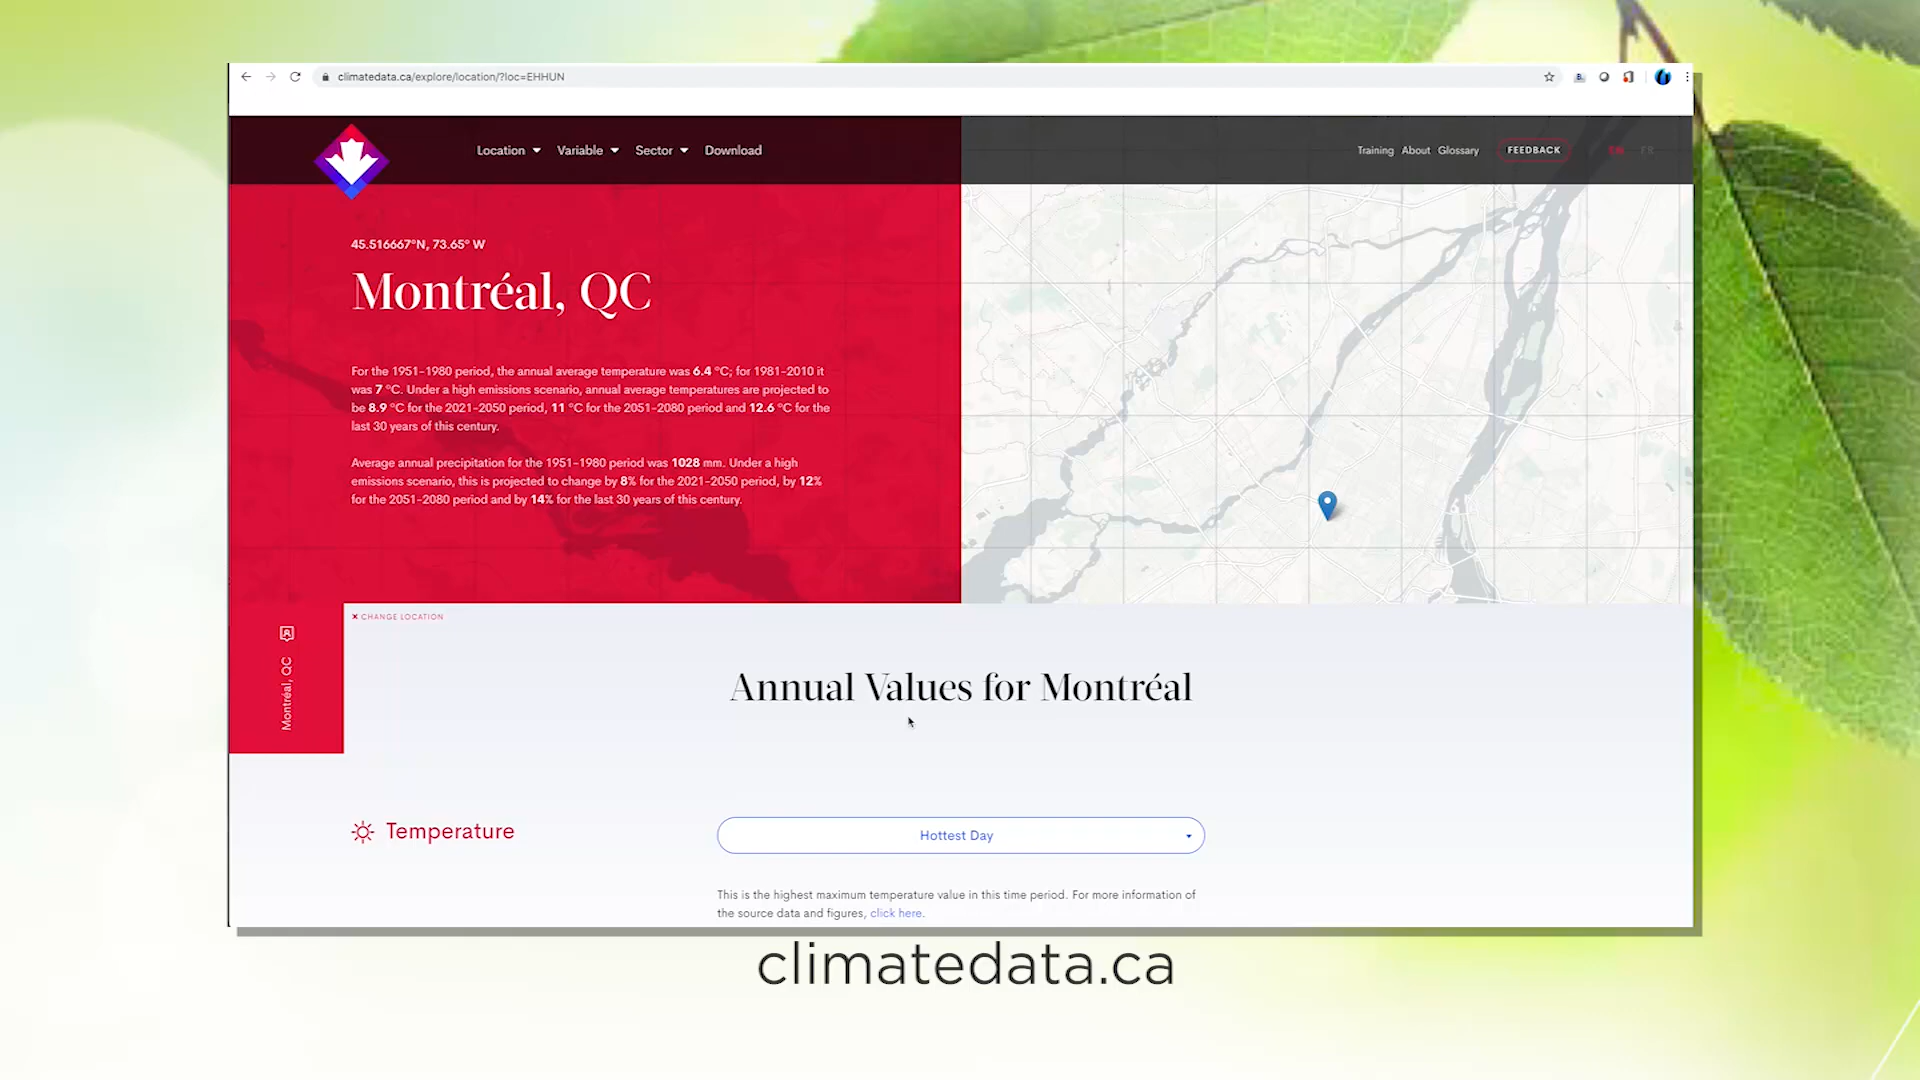 climatedata.ca/explore/location/?loc=EHHUN
Location Variable Sector Download
Training About Glossary FEEDBACK EN FR
45.516667°N, 73.65° W
Montréal, QC
For the 1951-1980 period, the annual average temperature was 6.4 °C; for 1981-2010 it
was 7 °C. Under a high emissions scenario, annual average temperatures are projected to
be 8.9 °C for the 2021-2050 period, 11 °C for the 2051-2080 period and 12.6 °C for the
last 30 years of this century.
Average annual precipitation for the 1951-1980 period was 1028 mm. Under a high
emissions scenario, this is projected to change by 8% for the 2021-2050 period, by 12%
for the 2051-2080 period and by 14% for the last 30 years of this century.
× CHANGE LOCATION
Montréal, QC
Annual Values for Montréal
Temperature
Hottest Day
This is the highest maximum temperature value in this time period. For more information of
the source data and figures, click here.
climatedata.ca